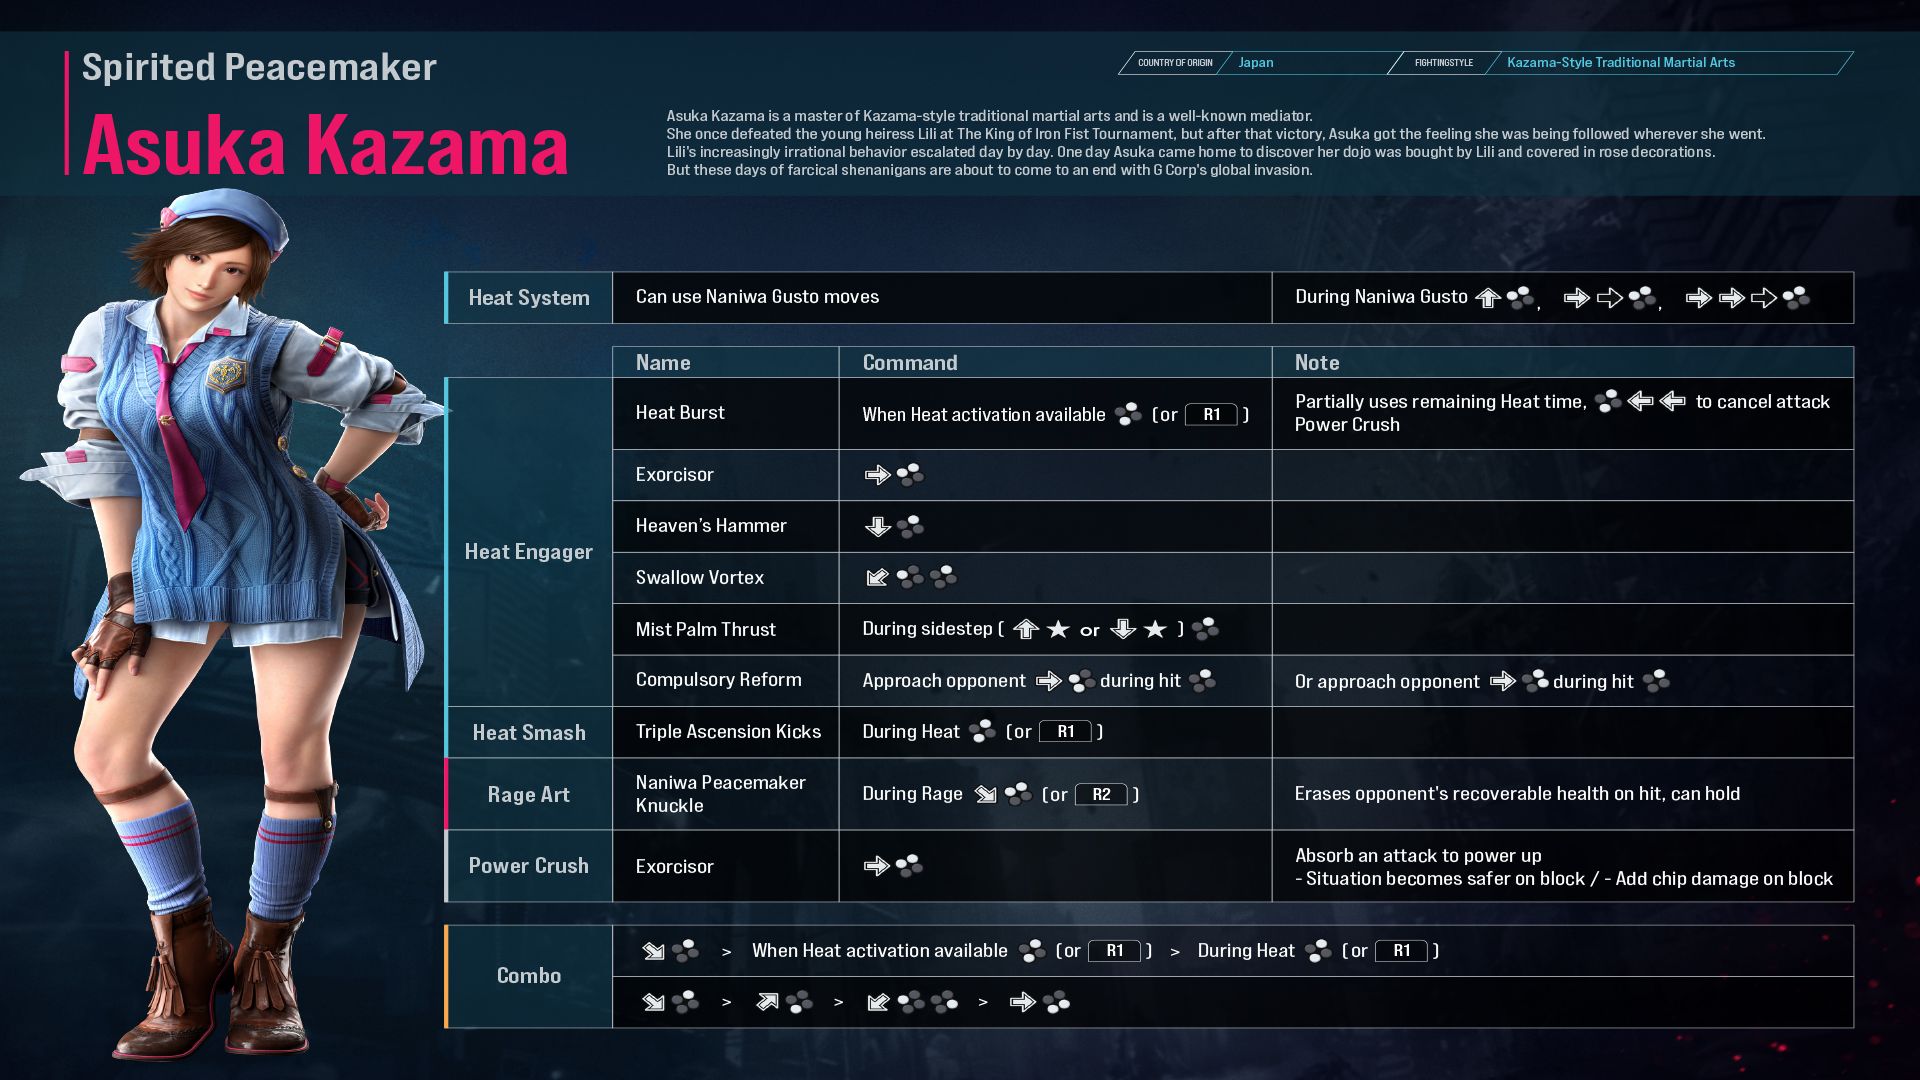 Spirited Peacemaker
Asuka Kazama
COUNTRY OF ORIGIN
Japan
FIGHTINGSTYLE
Kazama-Style Traditional Martial Arts
Asuka Kazama is a master of Kazama-style traditional martial arts and is a well-known mediator.
She once defeated the young heiress Lili at The King of Iron Fist Tournament, but after that victory, Asuka got the feeling she was being followed wherever she went.
Lili's increasingly irrational behavior escalated day by day. One day Asuka came home to discover her dojo was bought by Lili and covered in rose decorations.
But these days of farcical shenanigans are about to come to an end with G Corp's global invasion.
Heat System
Can use Naniwa Gusto moves
During Naniwa Gusto , ,
Name
Command
Note
Heat Engager
Heat Burst
When Heat activation available (or R1 )
Partially uses remaining Heat time, to cancel attack
Power Crush
Exorcisor
Heaven's Hammer
Swallow Vortex
Mist Palm Thrust
During sidestep ( ★ or ★ )
Compulsory Reform
Approach opponent during hit
Or approach opponent during hit
Heat Smash
Triple Ascension Kicks
During Heat (or R1 )
Rage Art
Naniwa Peacemaker
Knuckle
During Rage (or R2 )
Erases opponent's recoverable health on hit, can hold
Power Crush
Exorcisor
Absorb an attack to power up
- Situation becomes safer on block / - Add chip damage on block
Combo
> When Heat activation available (or R1 ) > During Heat (or R1 )
> > >